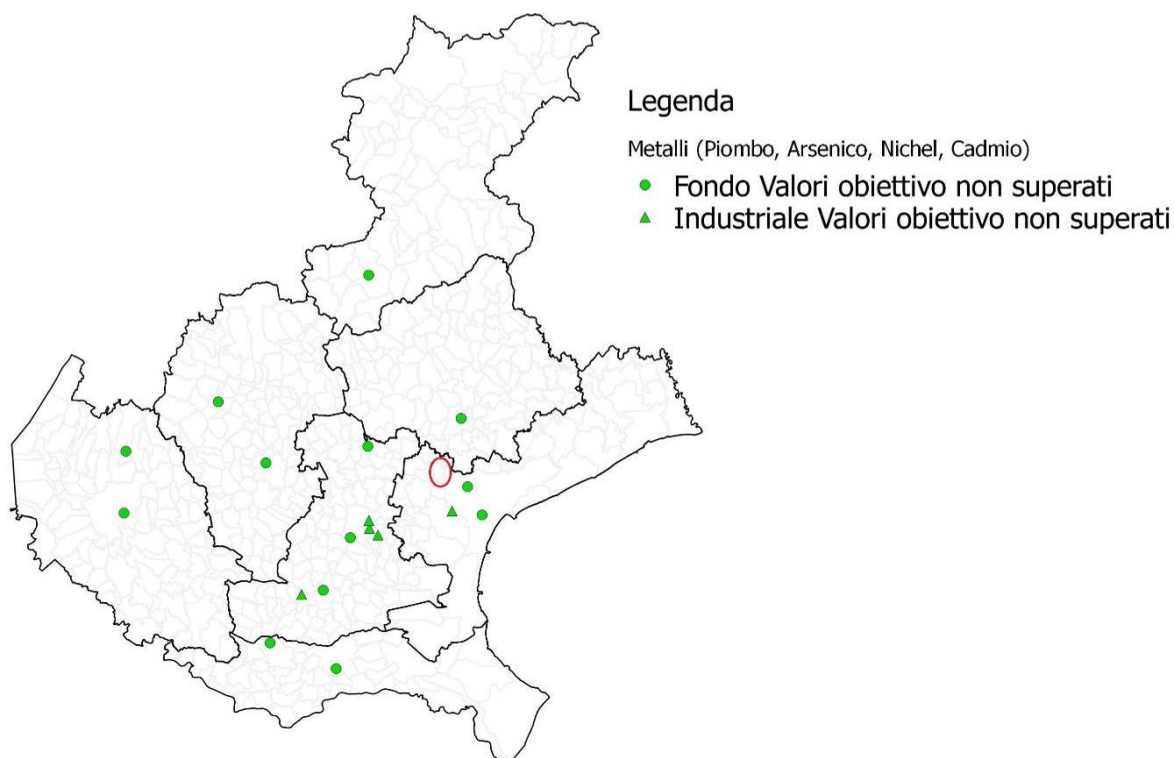 Legenda
Metalli (Piombo, Arsenico, Nichel, Cadmio)
Fondo Valori obiettivo non superati
Industriale Valori obiettivo non superati